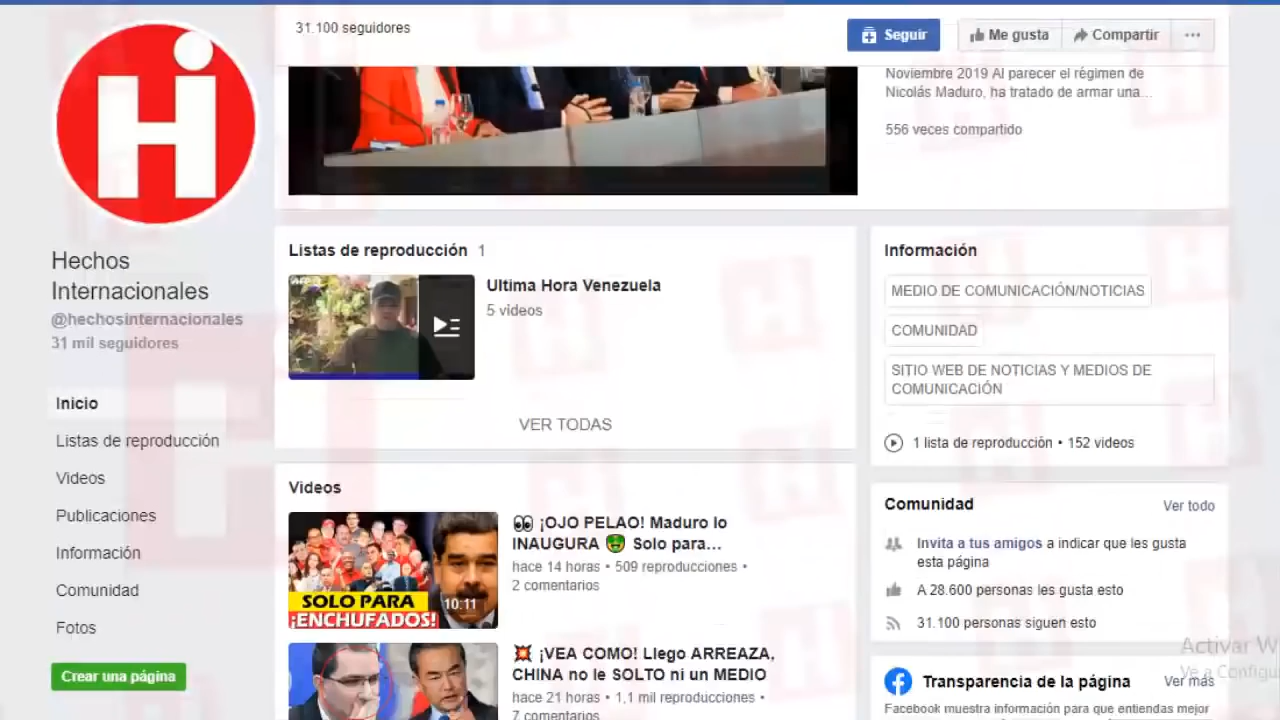 31.100 seguidores
Seguir
Me gusta
Compartir
Noviembre 2019 Al parecer el régimen de
Nicolás Maduro, ha tratado de armar una...
556 veces compartido
Hi
Hechos
Internacionales
@hechosinternacionales
31 mil seguidores
Inicio
Listas de reproducción
Videos
Publicaciones
Información
Comunidad
Fotos
Crear una página
Listas de reproducción 1
Ultima Hora Venezuela
5 videos
VER TODAS
Videos
👀 ¡OJO PELAO! Maduro lo
INAUGURA 🤑 Solo para...
hace 14 horas • 509 reproducciones •
2 comentarios
SOLO PARA
¡ENCHUFADOS!
10:11
💥 ¡VEA COMO! Llego ARREAZA,
CHINA no le SOLTO ni un MEDIO
hace 21 horas • 1,1 mil reproducciones •
7 comentarios
Información
MEDIO DE COMUNICACIÓN/NOTICIAS
COMUNIDAD
SITIO WEB DE NOTICIAS Y MEDIOS DE
COMUNICACIÓN
1 lista de reproducción • 152 videos
Comunidad
Ver todo
Invita a tus amigos a indicar que les gusta
esta página
A 28.600 personas les gusta esto
31.100 personas siguen esto
Transparencia de la página
Ver más
Facebook muestra información para que entiendas mejor
Activar W
Ve a Configu